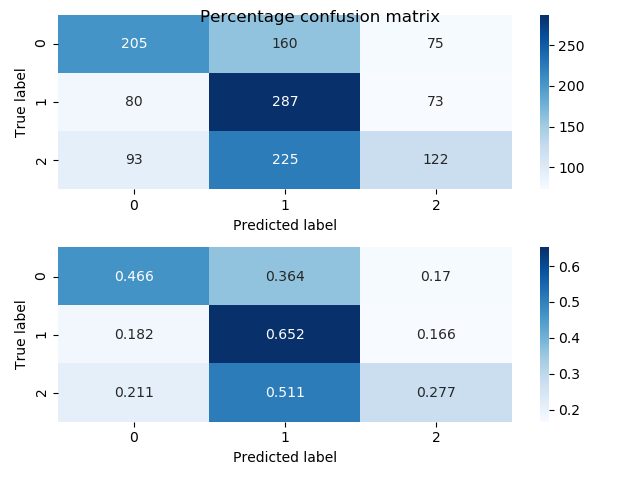 Percentage confusion matrix
0 205 160 75
1 80 287 73
2 93 225 122
0 1 2
Predicted label
True label
250
200
150
100
0 0.466 0.364 0.17
1 0.182 0.652 0.166
2 0.211 0.511 0.277
0 1 2
Predicted label
True label
0.6
0.5
0.4
0.3
0.2